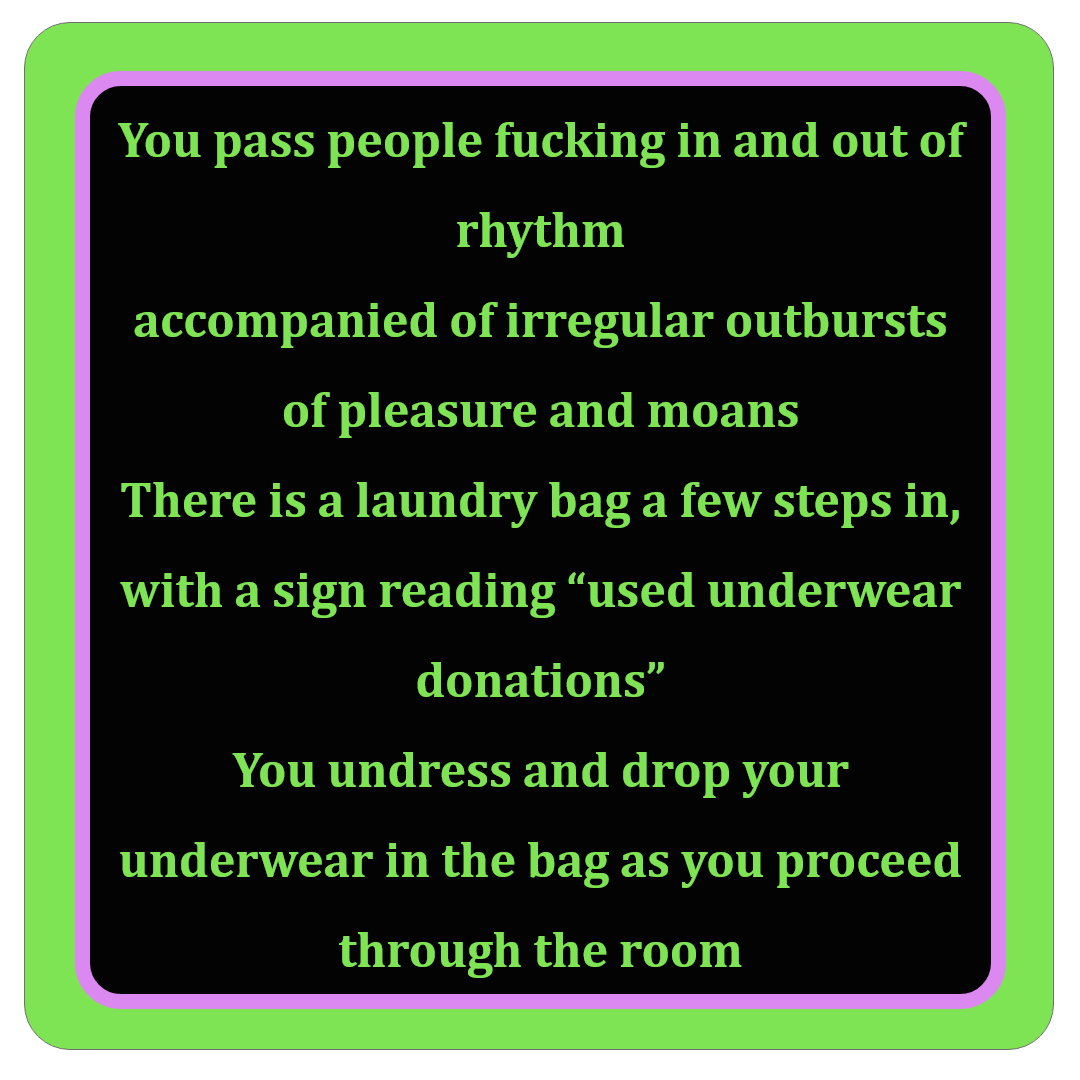 You pass people fucking in and out of
rhythm
accompanied of irregular outbursts
of pleasure and moans
There is a laundry bag a few steps in,
with a sign reading “used underwear
donations”
You undress and drop your
underwear in the bag as you proceed
through the room